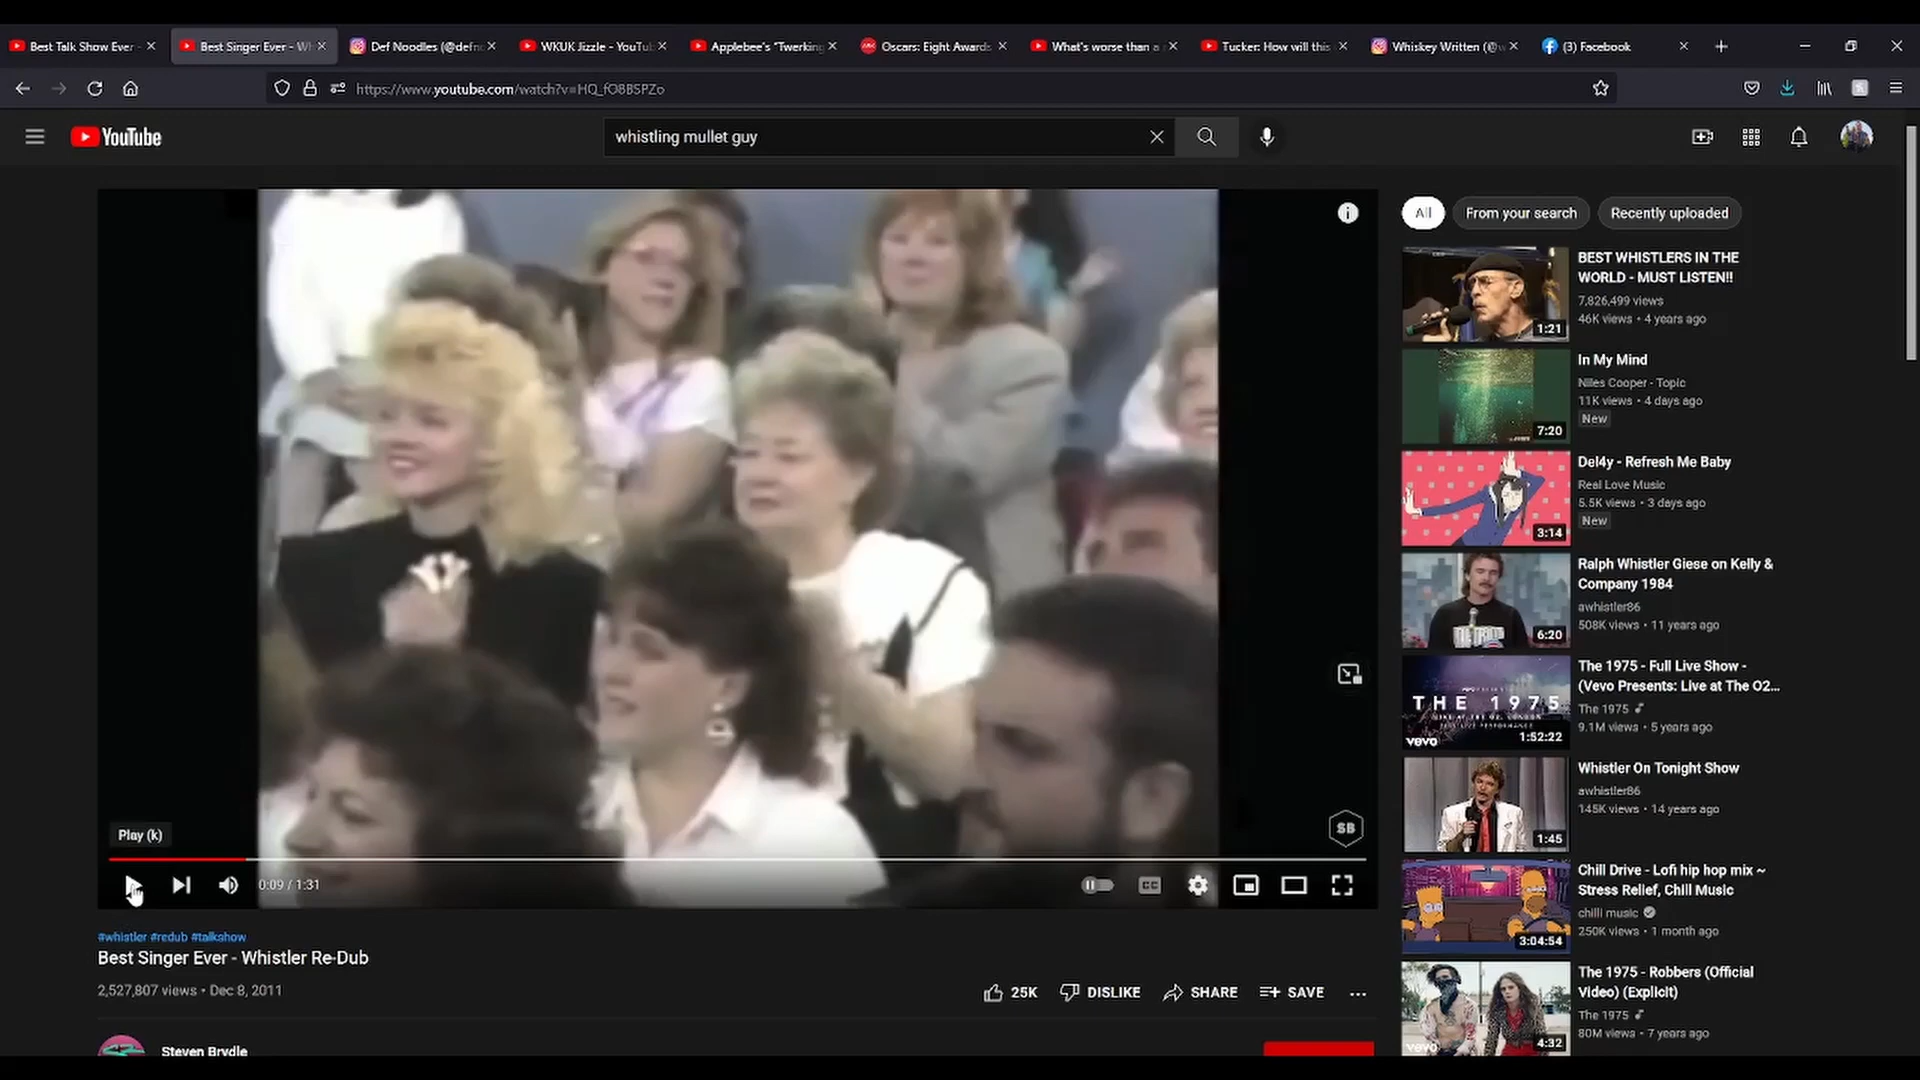 Best Talk Show Ever -
Best Singer Ever - Wh
Def Noodles (@defn
WKUK Jizzle - YouTub
Applebee's "Twerking
Oscars: Eight Awards
What's worse than a
Tucker: How will this
Whiskey Written (@w
(3) Facebook
https://www.youtube.com/watch?v=HQ_fO8BSPZo
YouTube
whistling mullet guy
All
From your search
Recently uploaded
BEST WHISTLERS IN THE
WORLD - MUST LISTEN!!
7,826,499 views
46K views • 4 years ago
1:21
In My Mind
Niles Cooper - Topic
11K views • 4 days ago
New
7:20
Del4y - Refresh Me Baby
Real Love Music
5.5K views • 3 days ago
New
3:14
Ralph Whistler Giese on Kelly &
Company 1984
awhistler86
508K views • 11 years ago
6:20
The 1975 - Full Live Show -
(Vevo Presents: Live at The O2...
The 1975
9.1M views • 5 years ago
THE 1975
vevo
1:52:22
Whistler On Tonight Show
awhistler86
145K views • 14 years ago
1:45
Chill Drive - Lofi hip hop mix ~
Stress Relief, Chill Music
chilli music
250K views • 1 month ago
3:04:54
The 1975 - Robbers (Official
Video) (Explicit)
The 1975
80M views • 7 years ago
vevo
4:32
SB
Play (k)
0:09 / 1:31
CC
#whistler #redub #talkshow
Best Singer Ever - Whistler Re-Dub
2,527,807 views • Dec 8, 2011
25K
DISLIKE
SHARE
SAVE
Steven Brydle